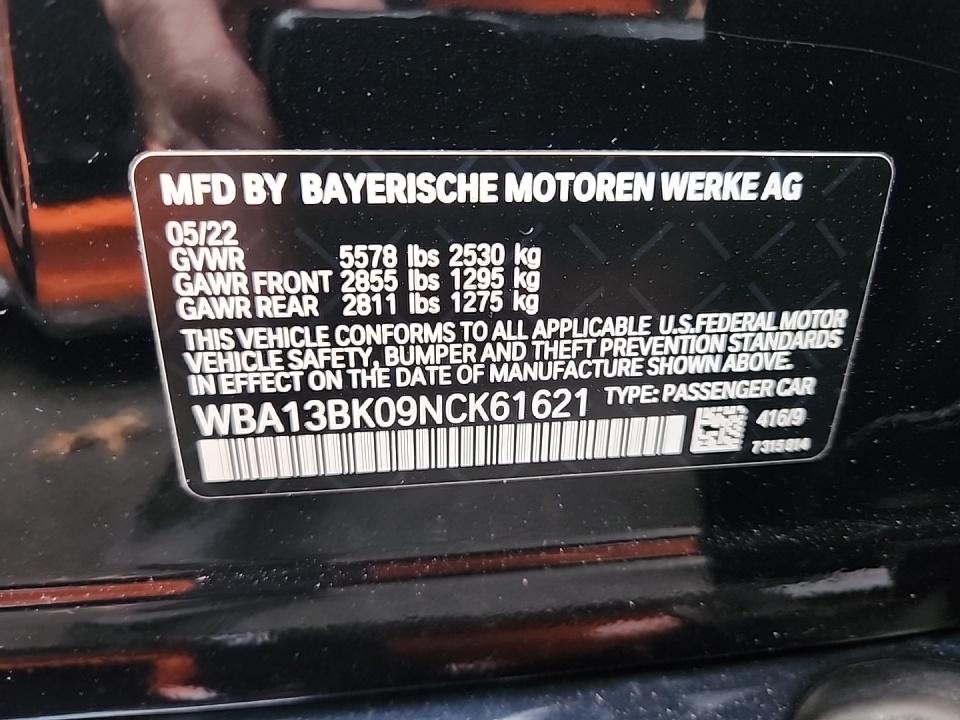 MFD BY BAYERISCHE MOTOREN WERKE AG
05/22
GVWR 5578 lbs 2530 kg
GAWR FRONT 2855 lbs 1295 kg
GAWR REAR 2811 lbs 1275 kg
THIS VEHICLE CONFORMS TO ALL APPLICABLE U.S.FEDERAL MOTOR
VEHICLE SAFETY, BUMPER AND THEFT PREVENTION STANDARDS
IN EFFECT ON THE DATE OF MANUFACTURE SHOWN ABOVE.
WBA13BK09NCK61621 TYPE: PASSENGER CAR
416/9
7315814